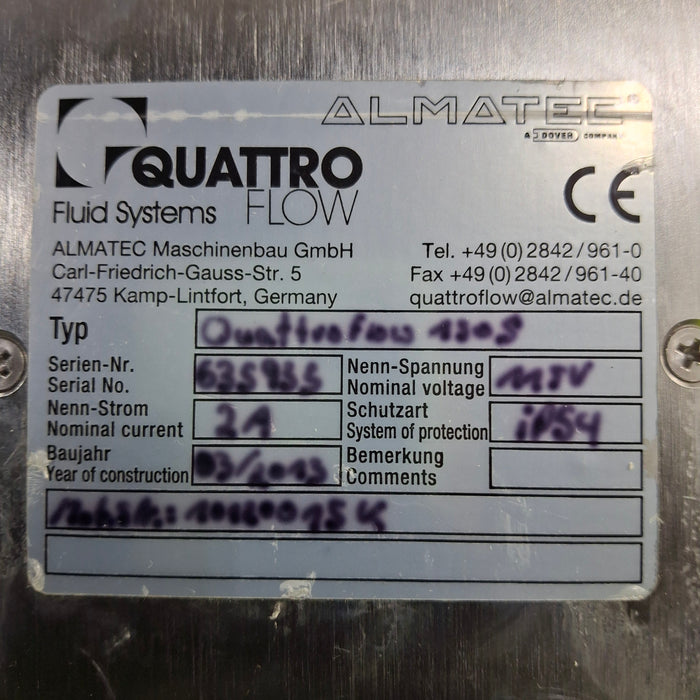 ALMATEC®
A DOVER COMPANY
QUATTRO
FLOW
Fluid Systems
CE
ALMATEC Maschinenbau GmbH
Tel. +49 (0) 2842 / 961-0
Carl-Friedrich-Gauss-Str. 5
Fax +49 (0) 2842 / 961-40
47475 Kamp-Lintfort, Germany
quattroflow@almatec.de
Typ Quattroflow
Serien-Nr.
Serial No. 635955
Nenn-Spannung
Nominal voltage 115V
Nenn-Strom
Nominal current 2A
Schutzart
System of protection iP54
Baujahr
Year of construction 03/2013
Bemerkung
Comments